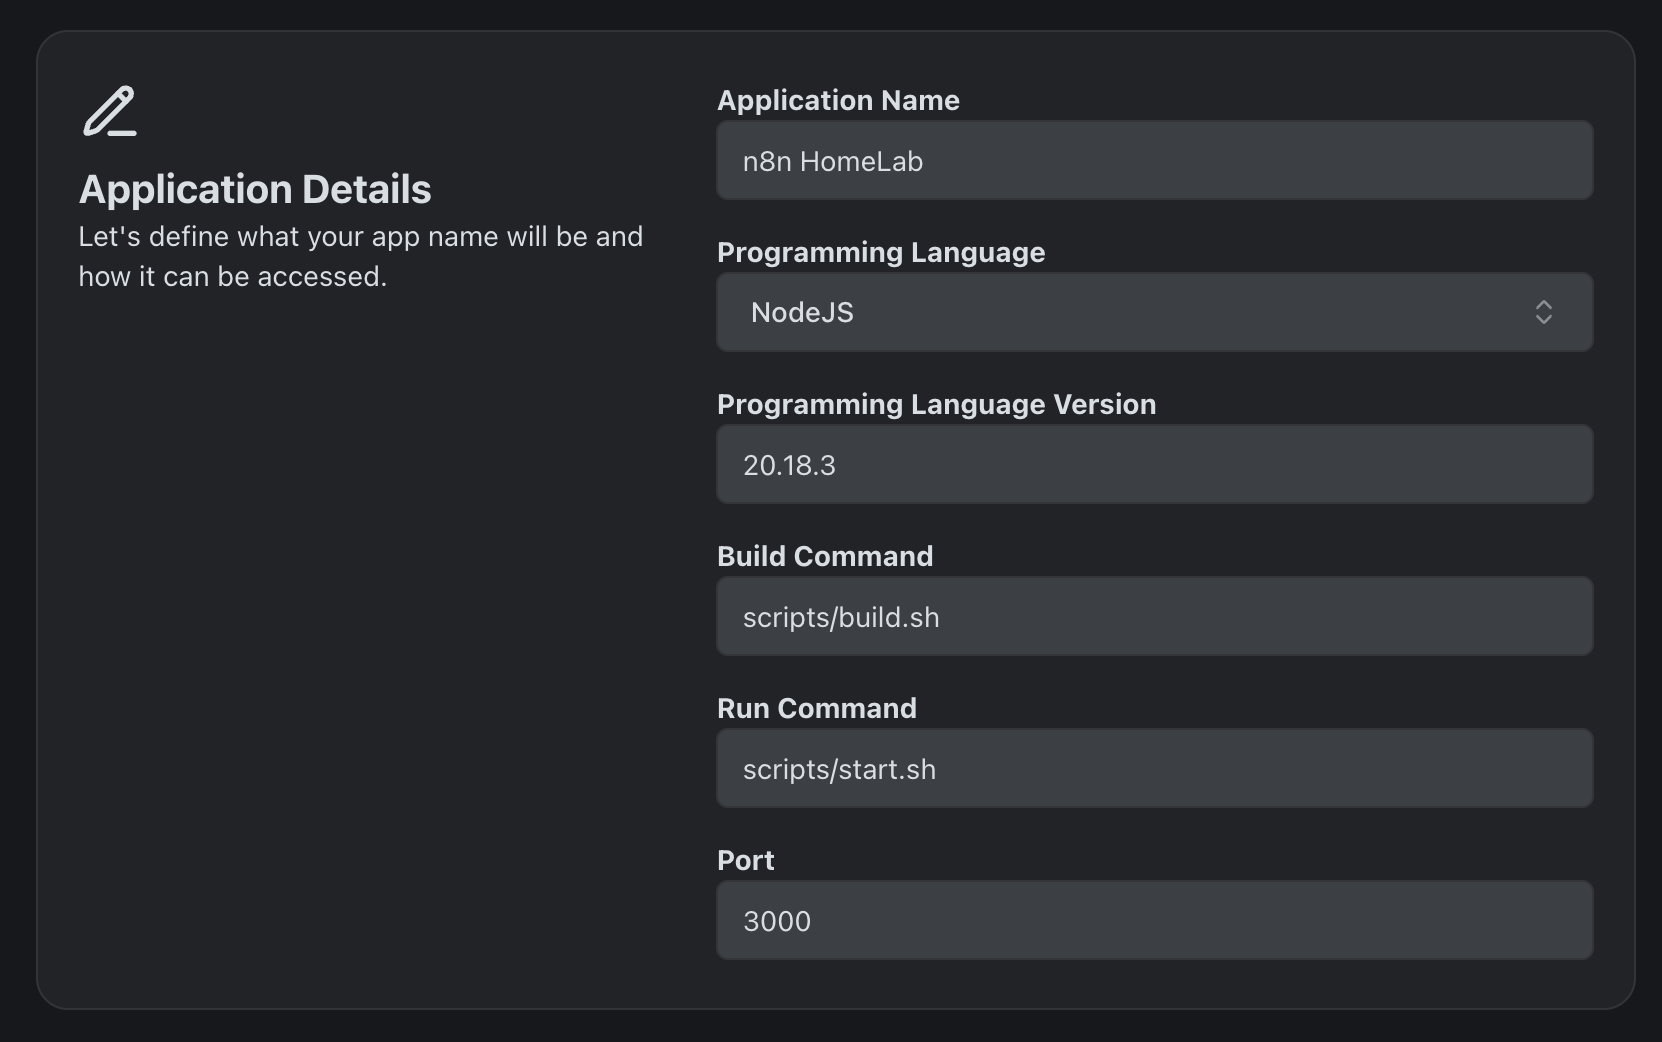 Application Details
Let's define what your app name will be and
how it can be accessed.
Application Name
n8n HomeLab
Programming Language
NodeJS
Programming Language Version
20.18.3
Build Command
scripts/build.sh
Run Command
scripts/start.sh
Port
3000